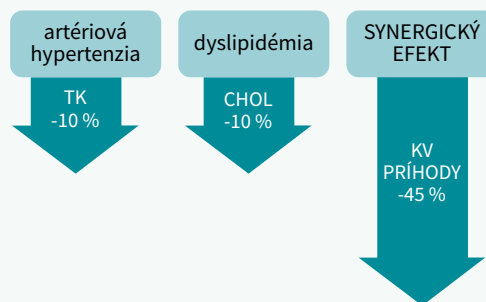 artériová
hypertenzia
TK
-10 %
dyslipidémia
CHOL
-10 %
SYNERGICKÝ
EFEKT
KV
PRÍHODY
-45 %